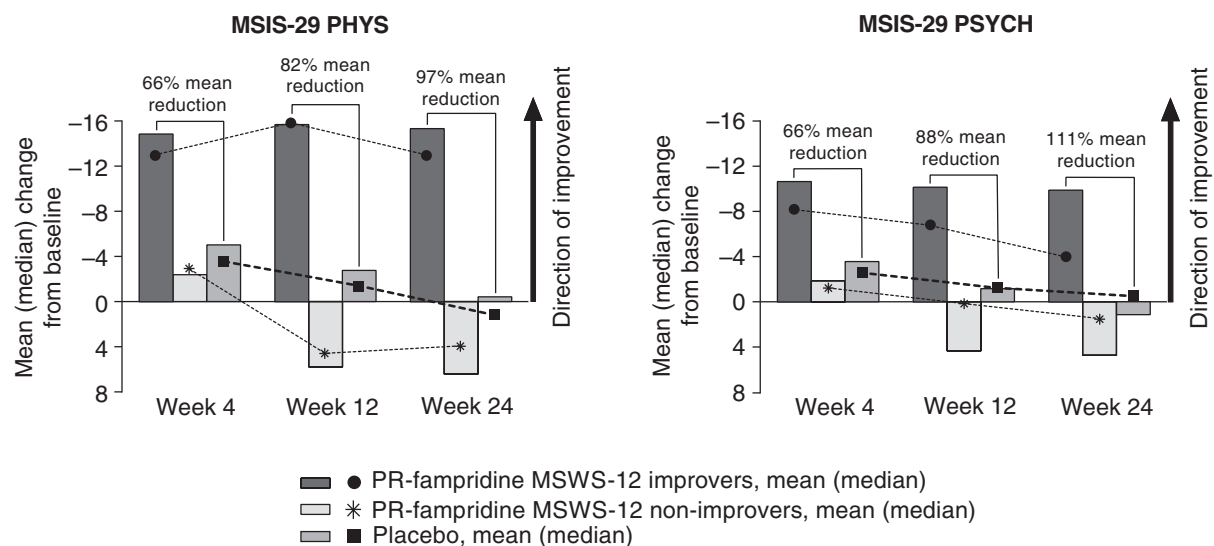 MSIS-29 PHYS
66% mean
reduction
82% mean
reduction
97% mean
reduction
Mean (median) change
from baseline
–16
–12
–8
–4
0
4
8
Week 4
Week 12
Week 24
Direction of improvement
MSIS-29 PSYCH
66% mean
reduction
88% mean
reduction
111% mean
reduction
Mean (median) change
from baseline
–16
–12
–8
–4
0
4
8
Week 4
Week 12
Week 24
Direction of improvement
PR-fampridine MSWS-12 improvers, mean (median)
PR-fampridine MSWS-12 non-improvers, mean (median)
Placebo, mean (median)